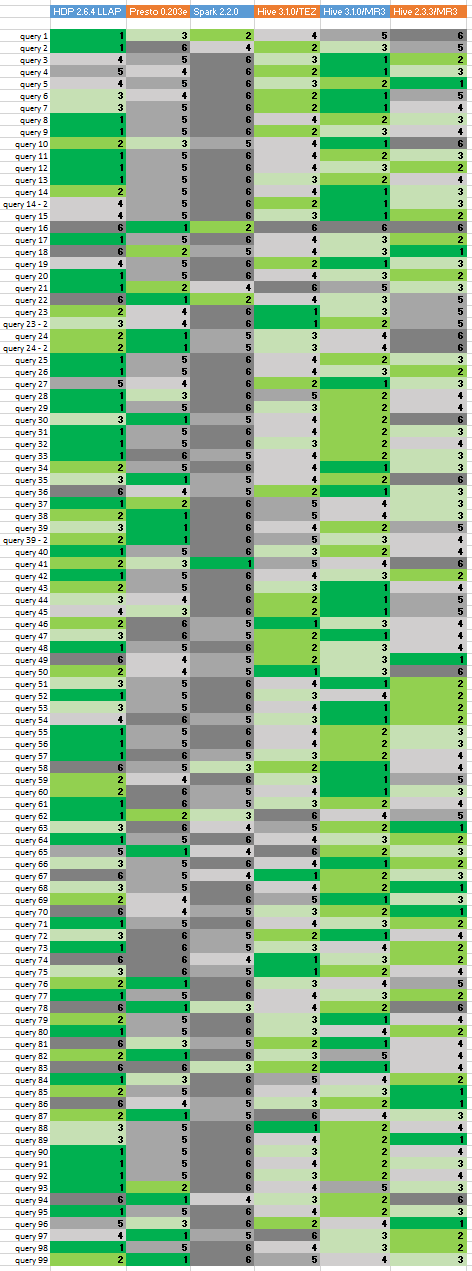 HDP 2.6.4 LLAP Presto 0.203e Spark 2.2.0 Hive 3.1.0/TEZ Hive 3.1.0/MR3 Hive 2.3.3/MR3
query 1 1 3 2 4 5 6
query 2 1 6 4 2 3 5
query 3 4 5 6 3 1 2
query 4 5 4 6 2 1 3
query 5 4 5 6 3 2 1
query 6 3 4 6 2 1 5
query 7 3 5 6 2 1 4
query 8 1 5 6 4 2 3
query 9 1 5 6 2 3 4
query 10 2 3 5 4 1 6
query 11 1 5 6 4 2 3
query 12 1 5 6 4 3 2
query 13 1 5 6 3 2 4
query 14 2 5 6 4 1 3
query 14 - 2 4 5 6 2 1 3
query 15 4 5 6 3 1 2
query 16 6 1 2 6 6 6
query 17 1 5 6 4 3 2
query 18 6 2 5 4 3 1
query 19 4 5 6 2 1 3
query 20 1 5 6 4 3 2
query 21 1 2 4 6 5 3
query 22 6 1 2 4 3 5
query 23 2 4 6 1 3 5
query 23 - 2 3 4 6 1 2 5
query 24 2 1 5 3 4 6
query 24 - 2 2 1 5 3 4 6
query 25 1 5 6 4 2 3
query 26 1 5 6 4 3 2
query 27 5 4 6 2 1 3
query 28 1 3 6 5 2 4
query 29 1 5 6 3 2 4
query 30 3 1 5 4 2 6
query 31 1 5 6 4 2 3
query 32 1 5 6 4 2 3
query 33 1 6 5 4 2 3
query 34 2 5 6 4 1 3
query 35 3 1 5 4 2 6
query 36 6 4 5 2 1 3
query 37 1 2 6 5 4 3
query 38 2 1 6 5 4 3
query 39 3 1 6 4 2 5
query 39 - 2 2 1 6 5 3 4
query 40 1 5 6 3 4 2
query 41 2 3 1 5 4 6
query 42 1 5 6 4 3 2
query 43 2 5 6 3 1 4
query 44 3 4 6 2 1 5
query 45 4 3 6 2 1 5
query 46 2 6 5 1 3 4
query 47 3 6 5 2 1 4
query 48 1 5 6 2 3 4
query 49 6 4 5 2 3 1
query 50 2 4 5 1 3 6
query 51 3 5 6 4 1 2
query 52 1 5 6 4 3 2
query 53 3 5 6 4 1 2
query 54 4 6 5 3 1 2
query 55 1 5 6 4 2 3
query 56 1 5 6 4 2 3
query 57 1 6 5 3 2 4
query 58 6 5 3 2 1 4
query 59 2 4 6 3 1 5
query 60 2 6 5 4 1 3
query 61 1 6 5 3 2 4
query 62 1 2 3 6 4 5
query 63 3 6 4 5 2 1
query 64 1 5 6 4 2 3
query 65 5 1 4 6 2 3
query 66 3 5 6 4 1 2
query 67 6 5 4 1 2 3
query 68 3 5 6 4 2 1
query 69 2 4 6 5 1 3
query 70 6 4 5 3 2 1
query 71 1 5 6 4 3 2
query 72 3 6 5 2 1 4
query 73 1 6 5 3 4 2
query 74 6 6 4 1 3 2
query 75 3 6 5 1 2 4
query 76 2 1 6 3 4 5
query 77 1 5 6 4 3 2
query 78 6 1 3 4 2 6
query 79 2 5 6 3 1 4
query 80 1 5 6 3 4 2
query 81 6 3 5 2 1 4
query 82 2 1 6 3 5 4
query 83 6 6 3 2 1 4
query 84 1 3 6 5 4 2
query 85 2 5 6 4 3 1
query 86 6 4 5 3 2 1
query 87 2 1 5 6 4 3
query 88 3 5 6 1 2 4
query 89 3 5 6 4 2 1
query 90 1 5 6 4 2 3
query 91 1 5 6 3 2 4
query 92 1 5 6 3 2 4
query 93 1 2 6 4 5 3
query 94 6 1 4 3 2 6
query 95 1 5 6 4 2 3
query 96 5 3 6 2 4 1
query 97 4 1 5 6 3 2
query 98 1 5 6 4 2 3
query 99 2 1 6 5 4 3